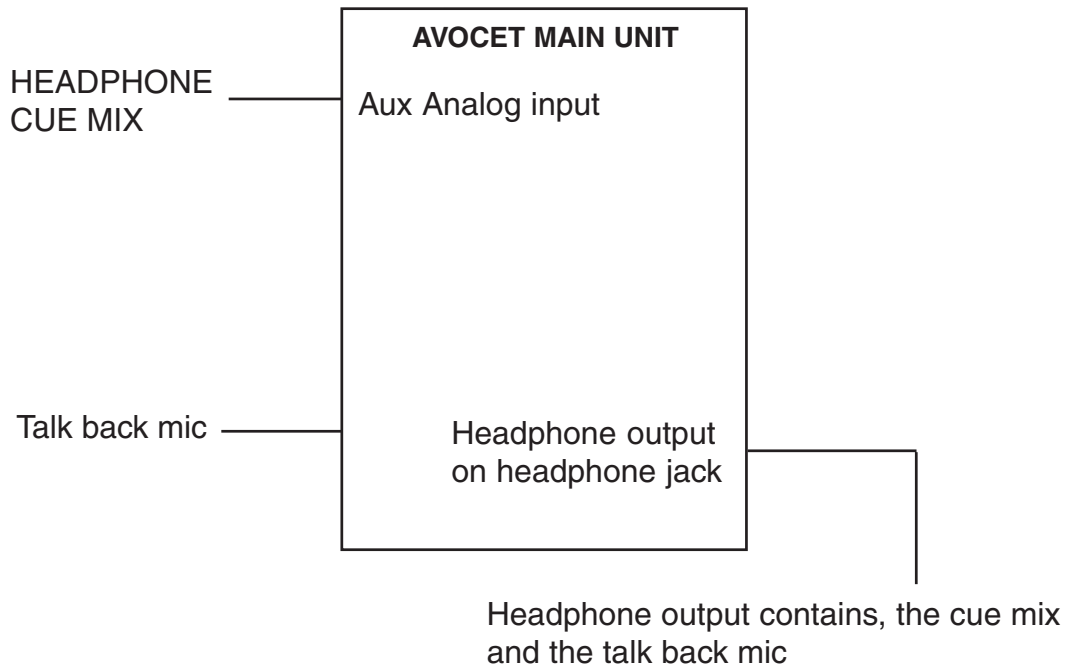 AVOCET MAIN UNIT
HEADPHONE
CUE MIX
Aux Analog input
Talk back mic
Headphone output
on headphone jack
Headphone output contains, the cue mix
and the talk back mic